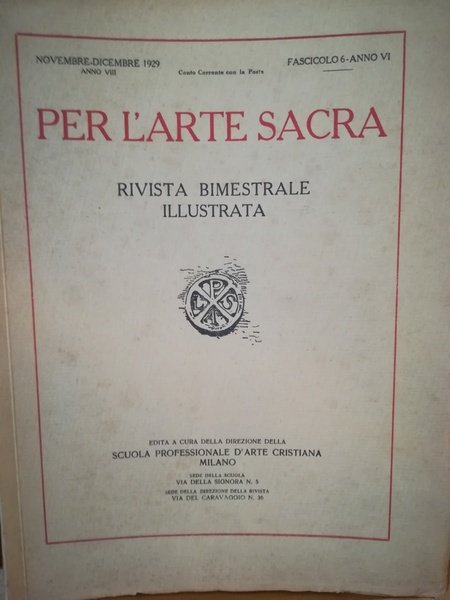 NOVEMBRE-DICEMBRE 1929
ANNO VIII
Conto Corrente con la Posta
FASCICOLO 6 - ANNO VI
PER L'ARTE SACRA
RIVISTA BIMESTRALE
ILLUSTRATA
P
L S
A
EDITA A CURA DELLA DIREZIONE DELLA
SCUOLA PROFESSIONALE D'ARTE CRISTIANA
MILANO
SEDE DELLA SCUOLA
VIA DELLA SIGNORA N. 5
SEDE DELLA DIREZIONE DELLA RIVISTA
VIA DEL CARAVAGGIO N. 36